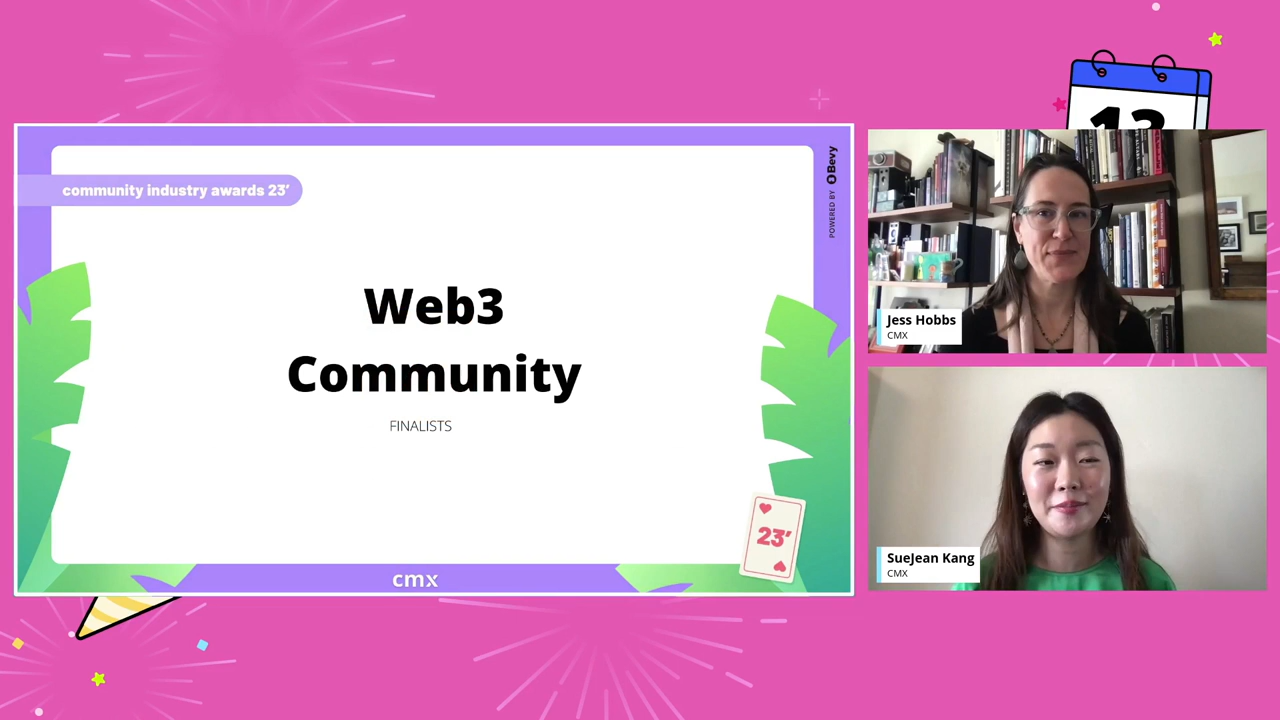 community industry awards 23’
POWERED BY Bevy
Web3
Community
FINALISTS
23’
cmx
Jess Hobbs
CMX
SueJean Kang
CMX